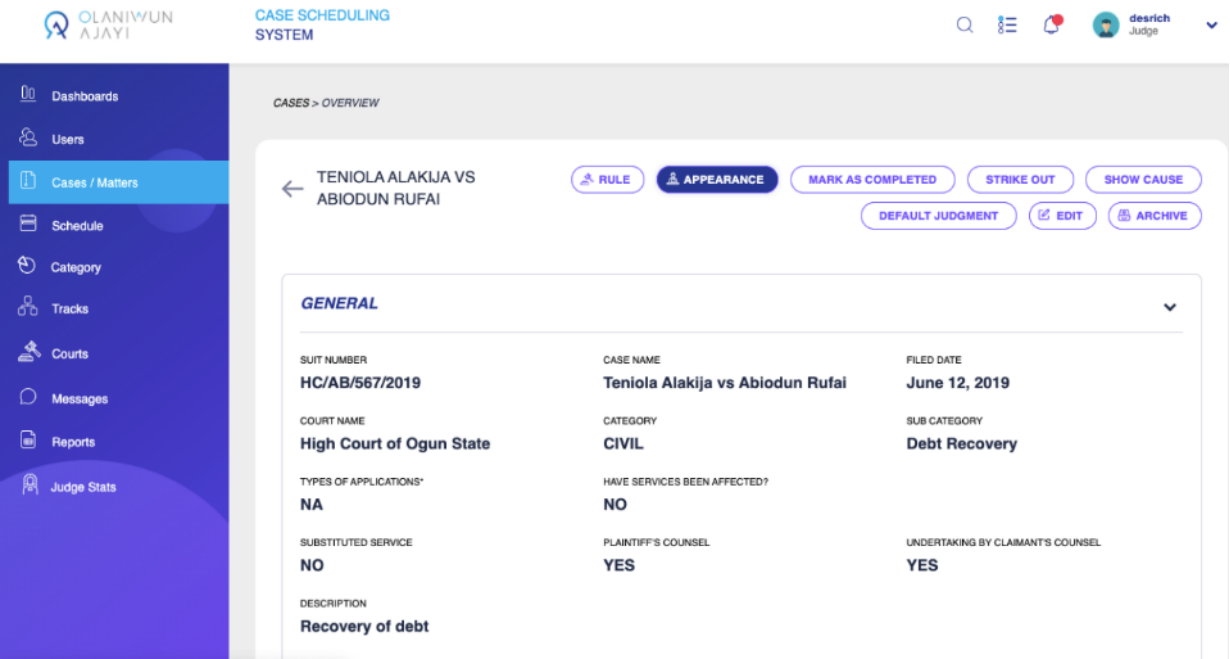 OLANIWUN
AJAYI
CASE SCHEDULING
SYSTEM
desrich
Judge
Dashboards
Users
Cases / Matters
Schedule
Category
Tracks
Courts
Messages
Reports
Judge Stats
CASES > OVERVIEW
TENIOLA ALAKIJA VS
ABIODUN RUFAI
RULE
APPEARANCE
MARK AS COMPLETED
STRIKE OUT
SHOW CAUSE
DEFAULT JUDGMENT
EDIT
ARCHIVE
GENERAL
SUIT NUMBER
HC/AB/567/2019
CASE NAME
Teniola Alakija vs Abiodun Rufai
FILED DATE
June 12, 2019
COURT NAME
High Court of Ogun State
CATEGORY
CIVIL
SUB CATEGORY
Debt Recovery
TYPES OF APPLICATIONS*
NA
HAVE SERVICES BEEN AFFECTED?
NO
SUBSTITUTED SERVICE
NO
PLAINTIFF'S COUNSEL
YES
UNDERTAKING BY CLAIMANT'S COUNSEL
YES
DESCRIPTION
Recovery of debt